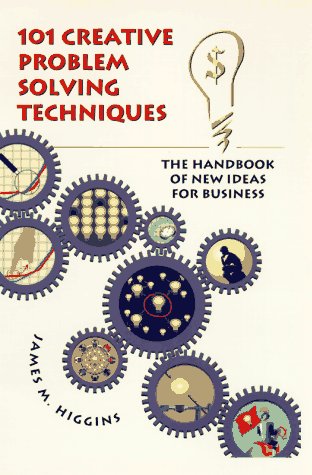 101 CREATIVE
PROBLEM
SOLVING
TECHNIQUES
$
THE HANDBOOK
OF NEW IDEAS
FOR BUSINESS
JAMES M. HIGGINS